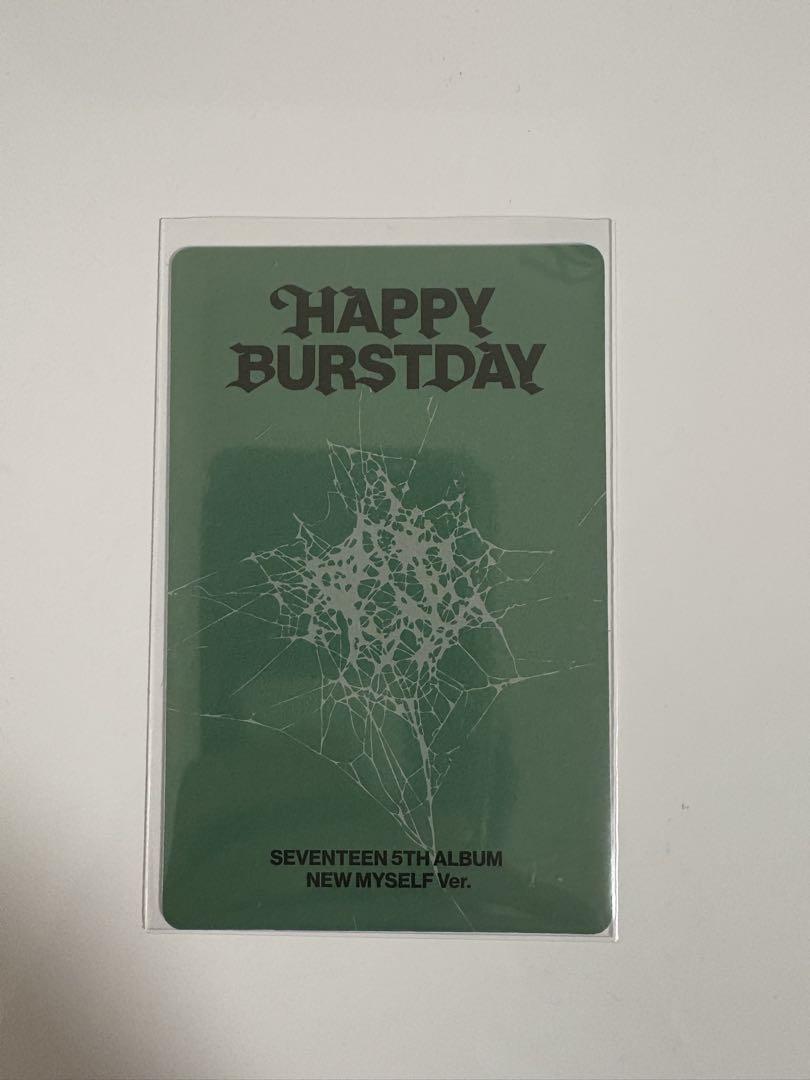 HAPPY
BURSTDAY
SEVENTEEN 5TH ALBUM
NEW MYSELF Ver.